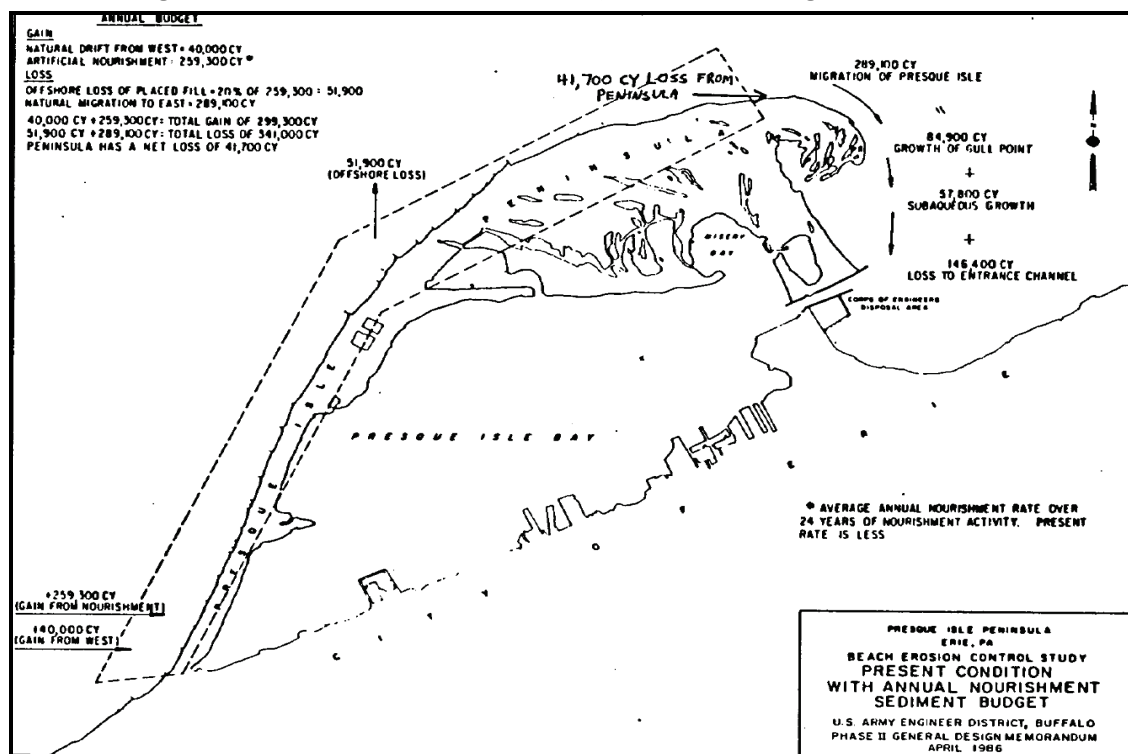 ANNUAL BUDGET
GAIN
NATURAL DRIFT FROM WEST = 40,000 CY
ARTIFICIAL NOURISHMENT = 259,300 CY *
LOSS
OFFSHORE LOSS OF PLACED FILL = 20% OF 259,300 = 51,900
NATURAL MIGRATION TO EAST = 289,100 CY
40,000 CY + 259,300 CY = TOTAL GAIN OF 299,300 CY
51,900 CY + 289,100 CY = TOTAL LOSS OF 341,000 CY
PENINSULA HAS A NET LOSS OF 41,700 CY
41,700 CY LOSS FROM
PENINSULA
289,100 CY
MIGRATION OF PRESQUE ISLE
=
84,900 CY
GROWTH OF GULL POINT
+
57,800 CY
SUBAQUEOUS GROWTH
+
146,400 CY
LOSS TO ENTRANCE CHANNEL
51,900 CY
(OFFSHORE LOSS)
PRESQUE ISLE PENINSULA
MISERY
BAY
CORPS OF ENGINEERS
DISPOSAL AREA
PRESQUE ISLE BAY
CITY OF ERIE
* AVERAGE ANNUAL NOURISHMENT RATE OVER
24 YEARS OF NOURISHMENT ACTIVITY. PRESENT
RATE IS LESS
+259,300 CY
(GAIN FROM NOURISHMENT)
+40,000 CY
(GAIN FROM WEST)
PRESQUE ISLE PENINSULA
ERIE, PA
BEACH EROSION CONTROL STUDY
PRESENT CONDITION
WITH ANNUAL NOURISHMENT
SEDIMENT BUDGET
U.S. ARMY ENGINEER DISTRICT, BUFFALO
PHASE II GENERAL DESIGN MEMORANDUM
APRIL 1986